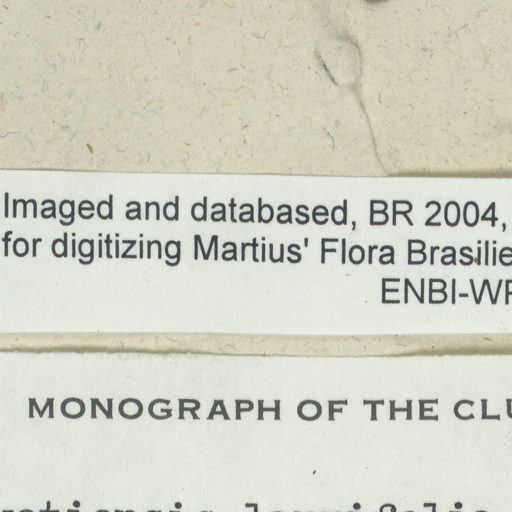 Imaged and databased, BR 2004,
for digitizing Martius' Flora Brasilie
ENBI-WP
MONOGRAPH OF THE CLU